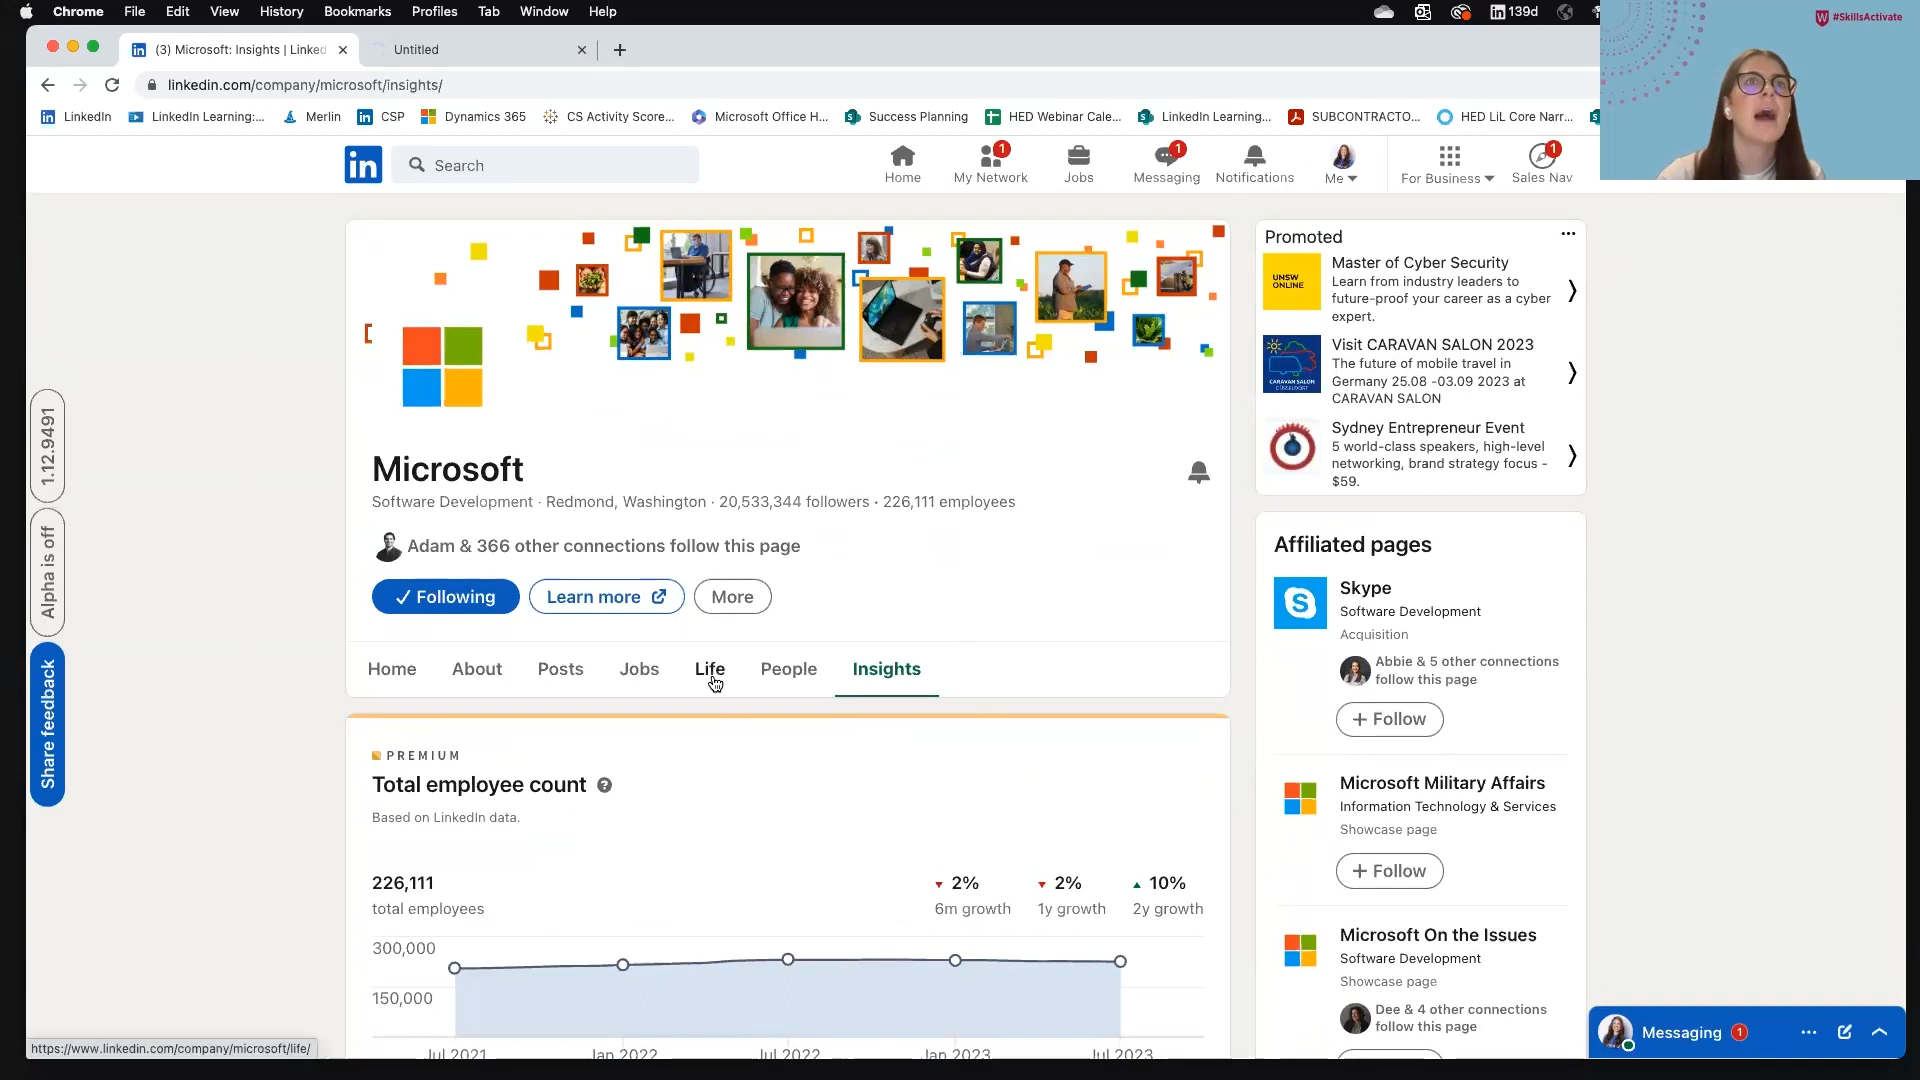 Chrome File Edit View History Bookmarks Profiles Tab Window Help
139d
#SkillsActivate
(3) Microsoft: Insights | Linked
Untitled
linkedin.com/company/microsoft/insights/
LinkedIn
LinkedIn Learning:...
Merlin
CSP
Dynamics 365
CS Activity Score...
Microsoft Office H...
Success Planning
HED Webinar Cale...
LinkedIn Learning...
SUBCONTRACTO...
HED LiL Core Narr...
in
Search
Home
1
My Network
Jobs
1
Messaging
Notifications
Me
For Business
1
Sales Nav
Microsoft
Software Development · Redmond, Washington · 20,533,344 followers · 226,111 employees
Adam & 366 other connections follow this page
Following
Learn more
More
Home
About
Posts
Jobs
Life
People
Insights
PREMIUM
Total employee count
Based on LinkedIn data.
226,111
total employees
2%
6m growth
2%
1y growth
10%
2y growth
300,000
150,000
Jul 2021
Jan 2022
Jul 2022
Jan 2023
Jul 2023
Promoted
UNSW
ONLINE
Master of Cyber Security
Learn from industry leaders to
future-proof your career as a cyber
expert.
CARAVAN SALON
DÜSSELDORF
Visit CARAVAN SALON 2023
The future of mobile travel in
Germany 25.08 -03.09 2023 at
CARAVAN SALON
Sydney Entrepreneur Event
5 world-class speakers, high-level
networking, brand strategy focus -
$59.
Affiliated pages
Skype
Software Development
Acquisition
Abbie & 5 other connections
follow this page
+ Follow
Microsoft Military Affairs
Information Technology & Services
Showcase page
+ Follow
Microsoft On the Issues
Software Development
Showcase page
Dee & 4 other connections
follow this page
Messaging 1
1.12.9491
Alpha is off
Share feedback
https://www.linkedin.com/company/microsoft/life/